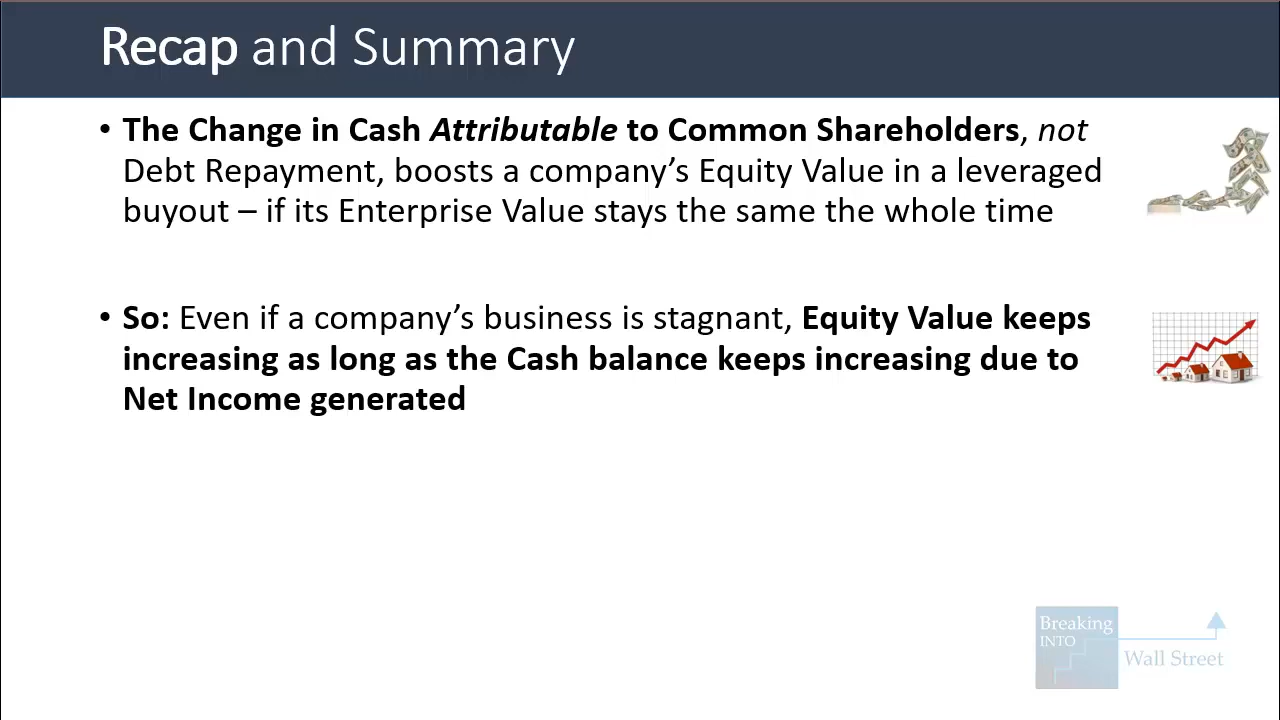 Recap and Summary
• The Change in Cash Attributable to Common Shareholders, not
Debt Repayment, boosts a company’s Equity Value in a leveraged
buyout – if its Enterprise Value stays the same the whole time
• So: Even if a company’s business is stagnant, Equity Value keeps
increasing as long as the Cash balance keeps increasing due to
Net Income generated
Breaking
INTO
Wall Street